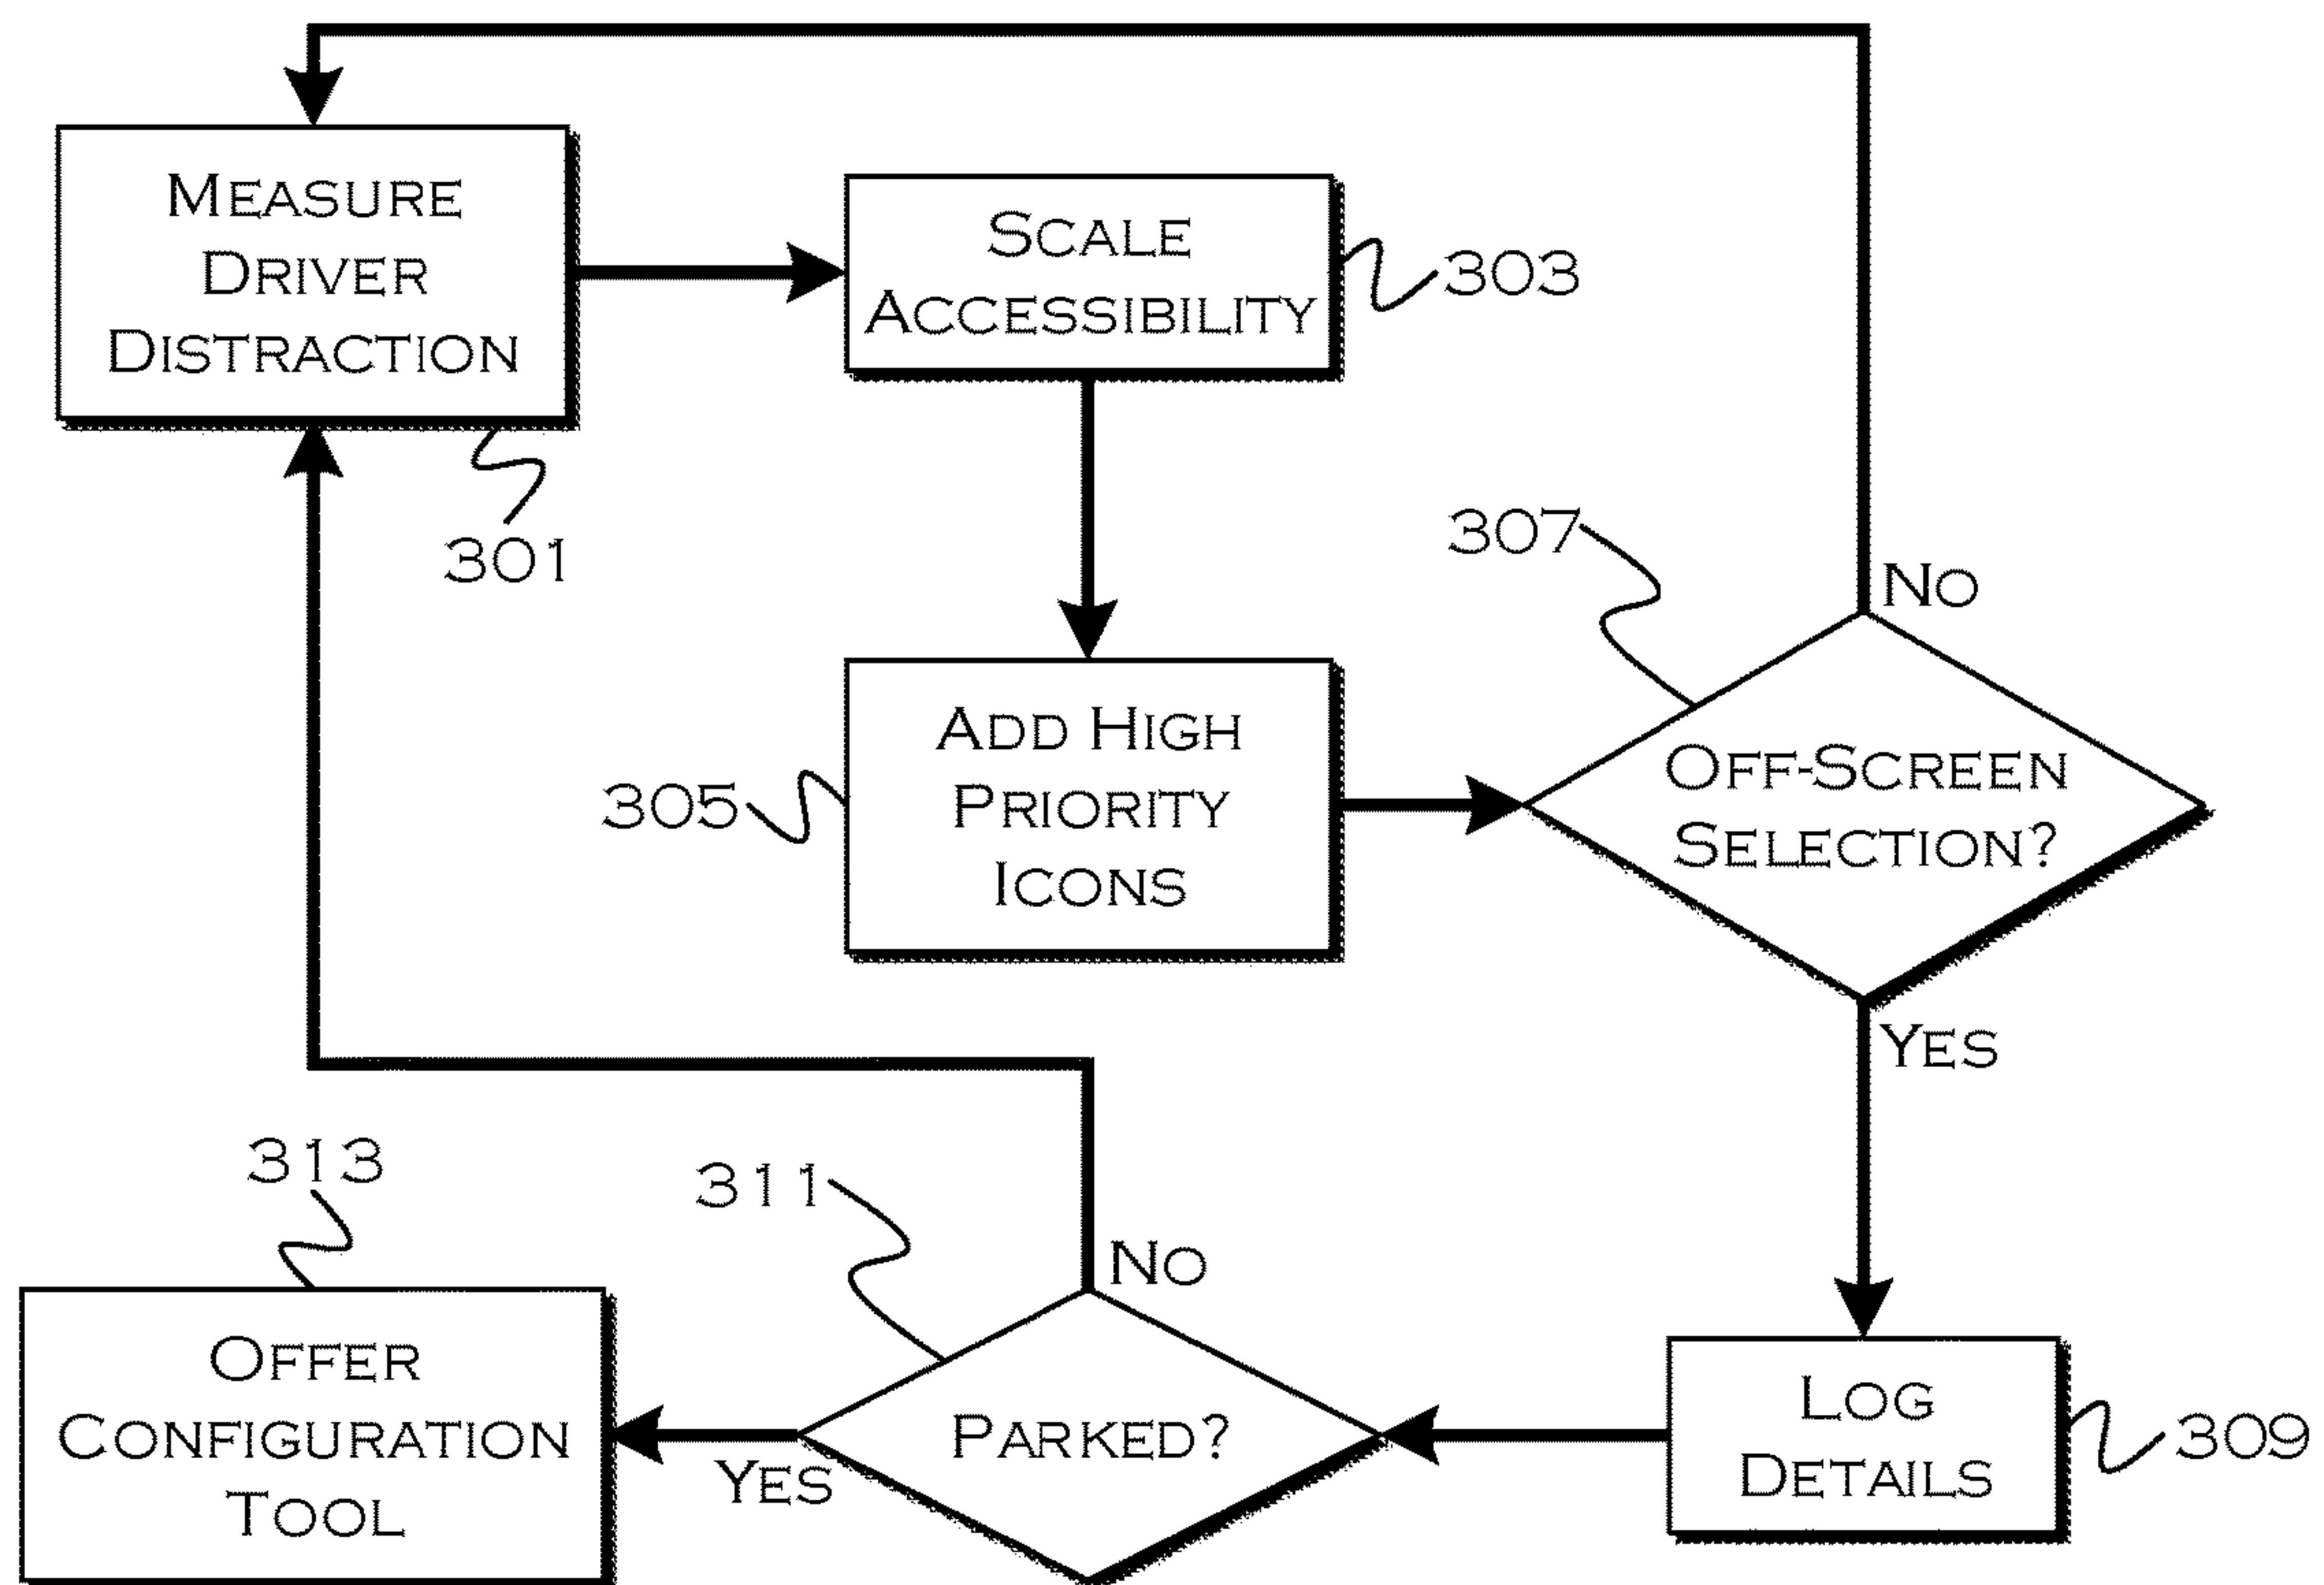 MEASURE
DRIVER
DISTRACTION
301
SCALE
ACCESSIBILITY
303
ADD HIGH
PRIORITY
ICONS
305
307
NO
OFF-SCREEN
SELECTION?
YES
LOG
DETAILS
309
311
NO
PARKED?
YES
313
OFFER
CONFIGURATION
TOOL